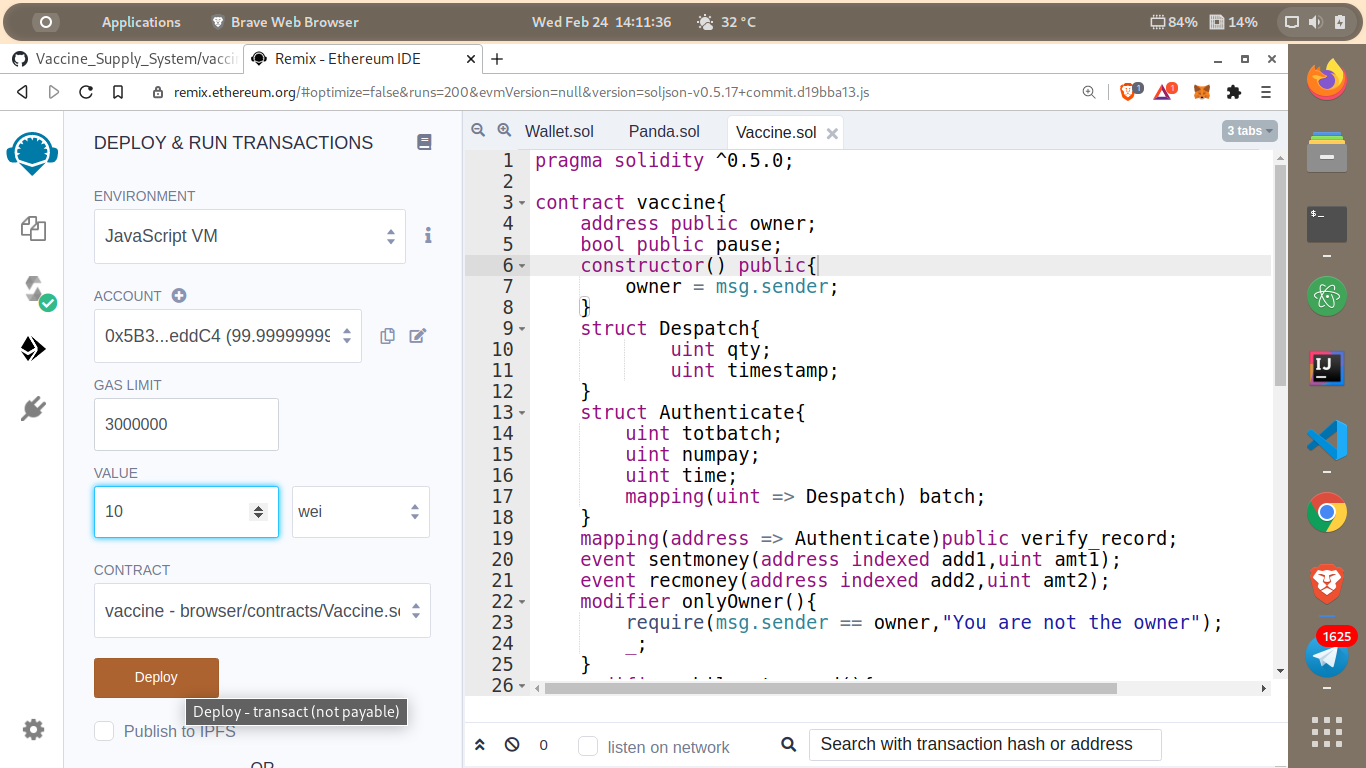 Applications
Brave Web Browser
Wed Feb 24 14:11:36
32 °C
84%
14%
Vaccine_Supply_System/vacci
Remix - Ethereum IDE
remix.ethereum.org/#optimize=false&runs=200&evmVersion=null&version=soljson-v0.5.17+commit.d19bba13.js
1
1
DEPLOY & RUN TRANSACTIONS
ENVIRONMENT
JavaScript VM
ACCOUNT
0x5B3...eddC4 (99.99999999
GAS LIMIT
3000000
VALUE
10
wei
CONTRACT
vaccine - browser/contracts/Vaccine.so
Deploy
Deploy - transact (not payable)
Publish to IPFS
OR
Wallet.sol
Panda.sol
Vaccine.sol
3 tabs
1 pragma solidity ^0.5.0;
2
3 contract vaccine{
4 address public owner;
5 bool public pause;
6 constructor() public{
7 owner = msg.sender;
8 }
9 struct Despatch{
10 uint qty;
11 uint timestamp;
12 }
13 struct Authenticate{
14 uint totbatch;
15 uint numpay;
16 uint time;
17 mapping(uint => Despatch) batch;
18 }
19 mapping(address => Authenticate)public verify_record;
20 event sentmoney(address indexed add1,uint amt1);
21 event recmoney(address indexed add2,uint amt2);
22 modifier onlyOwner(){
23 require(msg.sender == owner,"You are not the owner");
24 _;
25 }
26
0
listen on network
Search with transaction hash or address
$_
IJ
1625